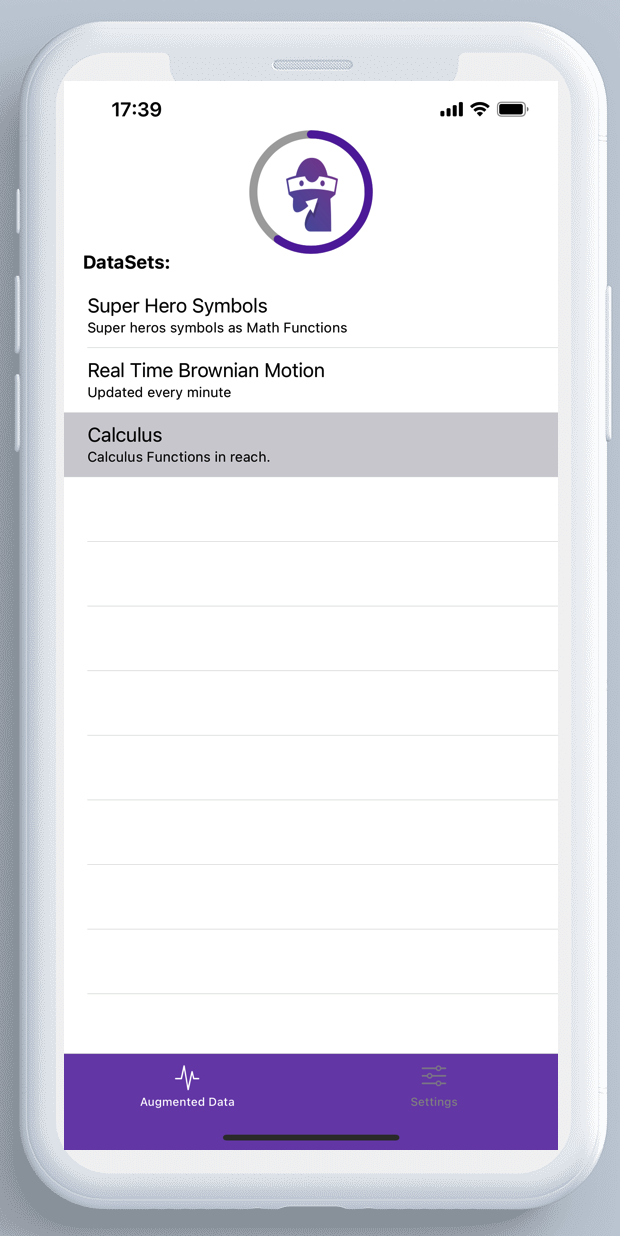 17:39
DataSets:
Super Hero Symbols
Super heros symbols as Math Functions
Real Time Brownian Motion
Updated every minute
Calculus
Calculus Functions in reach.
Augmented Data
Settings